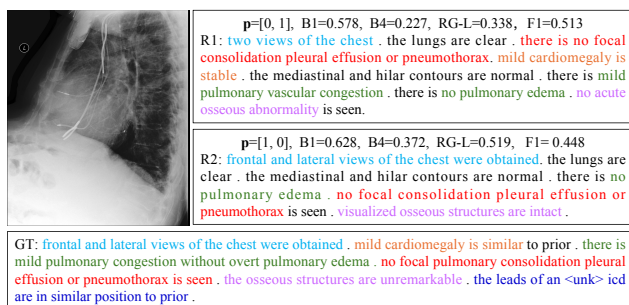 p=[0, 1], B1=0.578, B4=0.227, RG-L=0.338, F1=0.513
R1: two views of the chest . the lungs are clear . there is no focal
consolidation pleural effusion or pneumothorax. mild cardiomegaly is
stable . the mediastinal and hilar contours are normal . there is mild
pulmonary vascular congestion . there is no pulmonary edema . no acute
osseous abnormality is seen.
p=[1, 0], B1=0.628, B4=0.372, RG-L=0.519, F1= 0.448
R2: frontal and lateral views of the chest were obtained. the lungs are
clear . the mediastinal and hilar contours are normal . there is no
pulmonary edema . no focal consolidation pleural effusion or
pneumothorax is seen . visualized osseous structures are intact .
GT: frontal and lateral views of the chest were obtained . mild cardiomegaly is similar to prior . there is
mild pulmonary congestion without overt pulmonary edema . no focal pulmonary consolidation pleural
effusion or pneumothorax is seen . the osseous structures are unremarkable . the leads of an <unk> icd
are in similar position to prior .